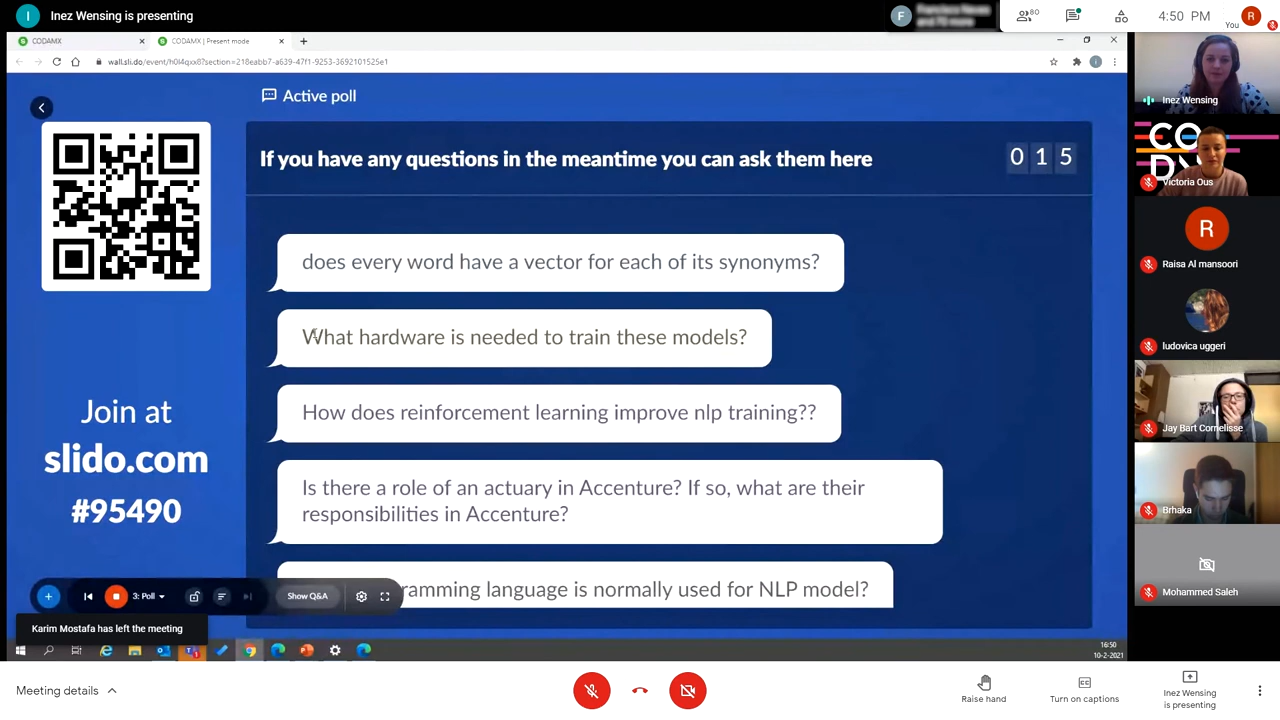 I
Inez Wensing is presenting
F
80
4:50 PM
R
You
CODAMX
CODAMX | Present mode
wall.sli.do/event/h0l4qxx8?section=218eabb7-a639-47f1-9253-3692101525e1
Active poll
If you have any questions in the meantime you can ask them here
0 1 5
does every word have a vector for each of its synonyms?
What hardware is needed to train these models?
How does reinforcement learning improve nlp training??
Is there a role of an actuary in Accenture? If so, what are their
responsibilities in Accenture?
ramming language is normally used for NLP model?
Join at
slido.com
#95490
3: Poll
Show Q&A
Karim Mostafa has left the meeting
16:50
10-2-2021
Inez Wensing
CO
D
Victoria Ous
R
Raisa Al mansoori
ludovica uggeri
Jay Bart Cornelisse
Brhaka
Mohammed Saleh
Meeting details
Raise hand
Turn on captions
Inez Wensing
is presenting